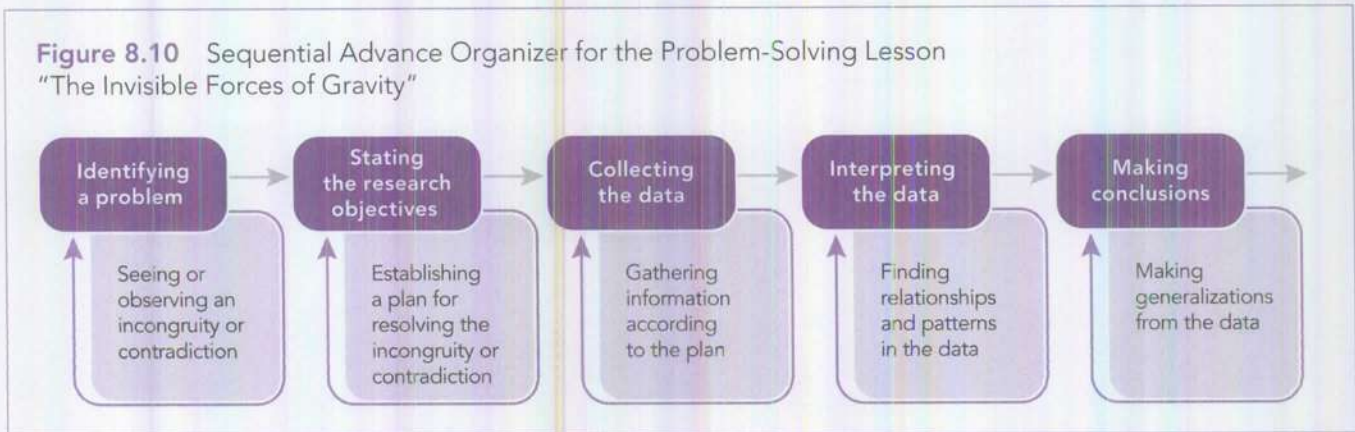 Figure 8.10 Sequential Advance Organizer for the Problem-Solving Lesson
"The Invisible Forces of Gravity"
Identifying
a problem
Seeing or
observing an
incongruity or
contradiction
Stating
the research
objectives
Establishing
a plan for
resolving the
incongruity or
contradiction
Collecting
the data
Gathering
information
according
to the plan
Interpreting
the data
Finding
relationships
and patterns
in the data
Making
conclusions
Making
generalizations
from the data